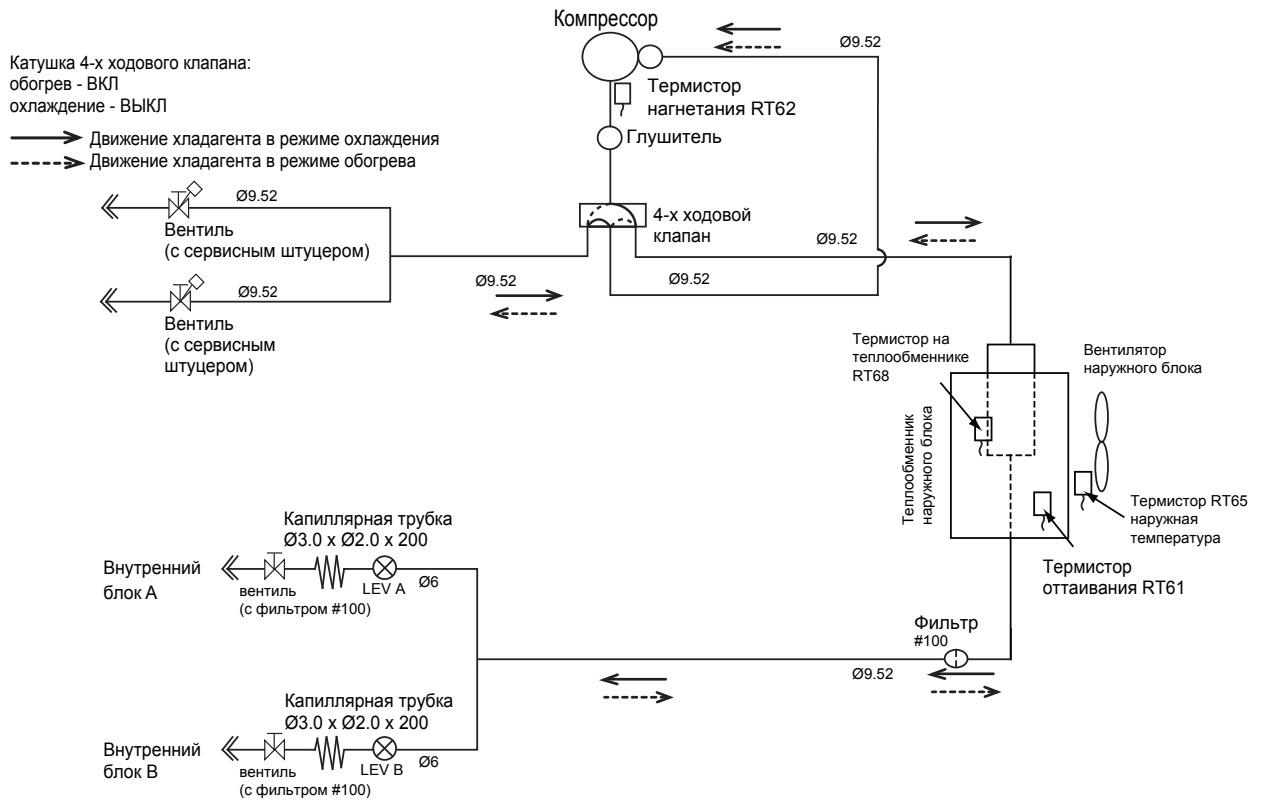 Компрессор
Ø9.52
Катушка 4-х ходового клапана:
обогрев - ВКЛ
охлаждение - ВЫКЛ
Термистор
нагнетания RT62
Движение хладагента в режиме охлаждения
Движение хладагента в режиме обогрева
Глушитель
Ø9.52
Вентиль
(с сервисным штуцером)
4-х ходовой
клапан
Ø9.52
Ø9.52
Ø9.52
Ø9.52
Вентиль
(с сервисным
штуцером)
Термистор на
теплообменнике
RT68
Вентилятор
наружного блока
Теплообменник
наружного блока
Термистор RT65
наружная
температура
Термистор
оттаивания RT61
Капиллярная трубка
Ø3.0 x Ø2.0 x 200
Внутренний
блок A
вентиль
(с фильтром #100)
LEV A
Ø6
Фильтр
#100
Ø9.52
Капиллярная трубка
Ø3.0 x Ø2.0 x 200
Внутренний
блок B
вентиль
(с фильтром #100)
LEV B
Ø6